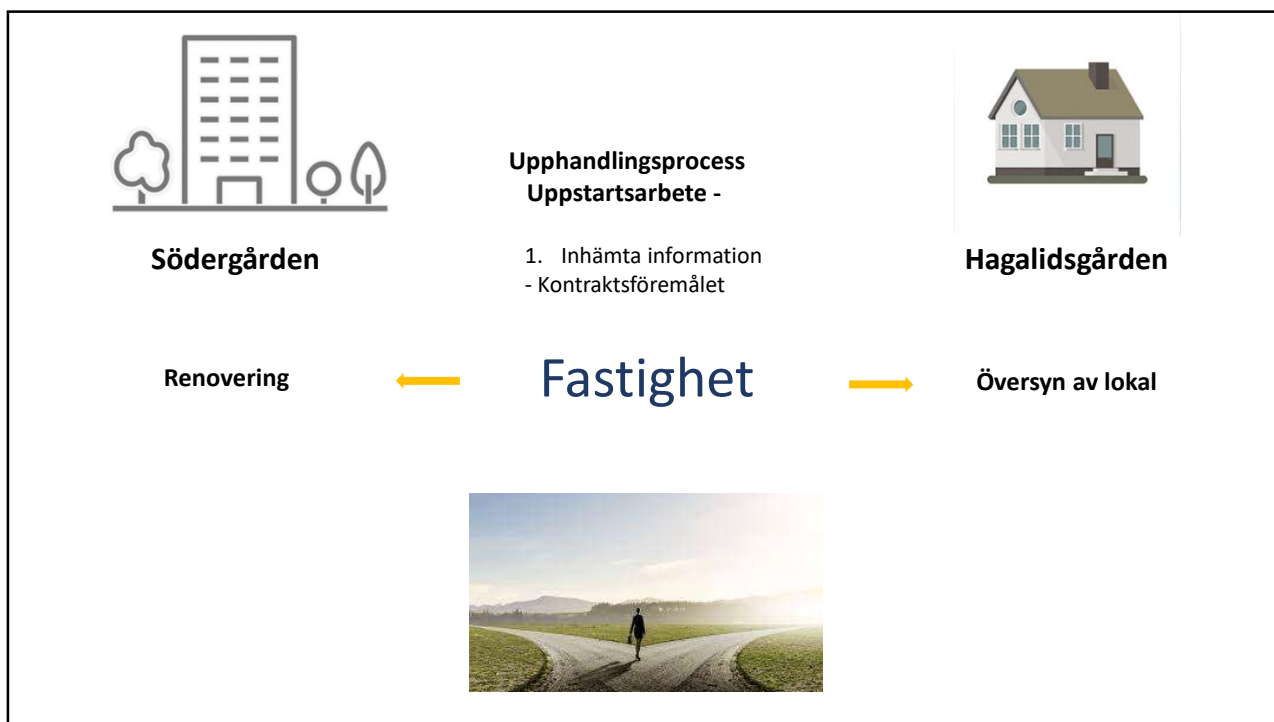 Upphandlingsprocess
Uppstartsarbete -
Södergården
1. Inhämta information
- Kontraktsföremålet
Hagalidsgården
Renovering
Fastighet
Översyn av lokal